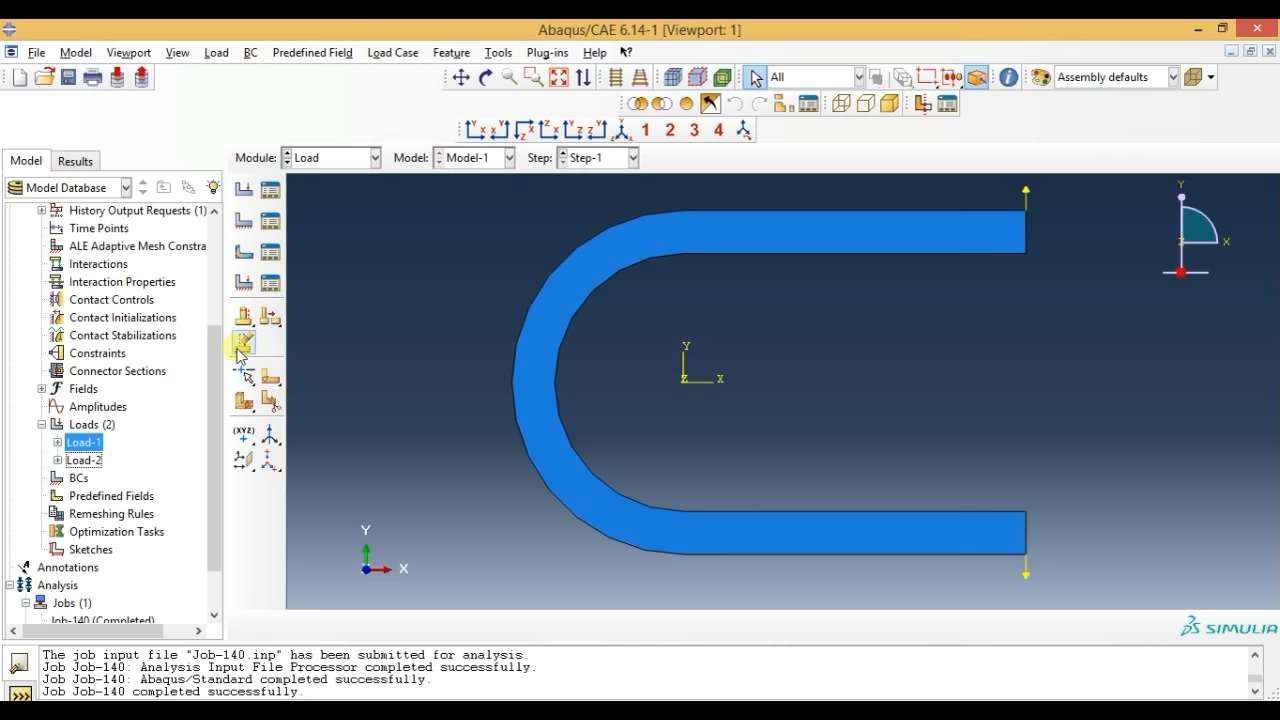 Abaqus/CAE 6.14-1 [Viewport: 1]
File Model Viewport View Load BC Predefined Field Load Case Feature Tools Plug-ins Help
All Assembly defaults
1 2 3 4
Model Results Module: Load Model: Model-1 Step: Step-1
Model Database
History Output Requests (1)
Time Points
ALE Adaptive Mesh Constra
Interactions
Interaction Properties
Contact Controls
Contact Initializations
Contact Stabilizations
Constraints
Connector Sections
Fields
Amplitudes
Loads (2)
Load-1
Load-2
BCs
Predefined Fields
Remeshing Rules
Optimization Tasks
Sketches
Annotations
Analysis
Jobs (1)
Job-140 (Completed)
(XYZ)
Y
Z X
Y
Z X
Y
X
SIMULIA
The job input file "Job-140.inp" has been submitted for analysis.
Job Job-140: Analysis Input File Processor completed successfully.
Job Job-140: Abaqus/Standard completed successfully.
Job Job-140 completed successfully.
>>>